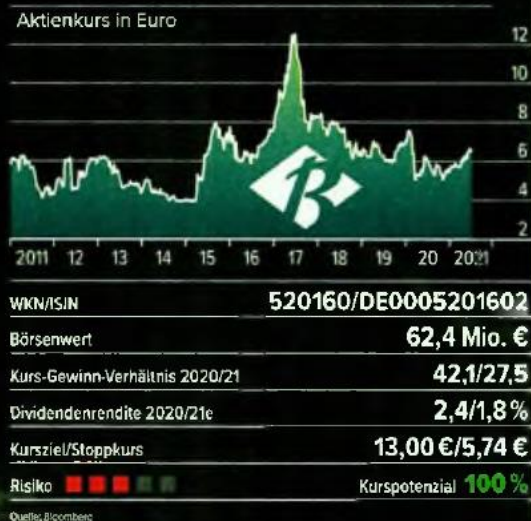 Aktienkurs in Euro
12
10
8
6
4
2
2011 12 13 14 15 16 17 18 19 20 2021
WKN/ISIN 520160/DE0005201602
Börsenwert 62,4 Mio. €
Kurs-Gewinn-Verhältnis 2020/21 42,1/27,5
Dividendenrendite 2020/21e 2,4/1,8 %
Kursziel/Stoppkurs 13,00 €/5,74 €
Risiko Kurspotenzial 100 %
Quelle: Bloomberg